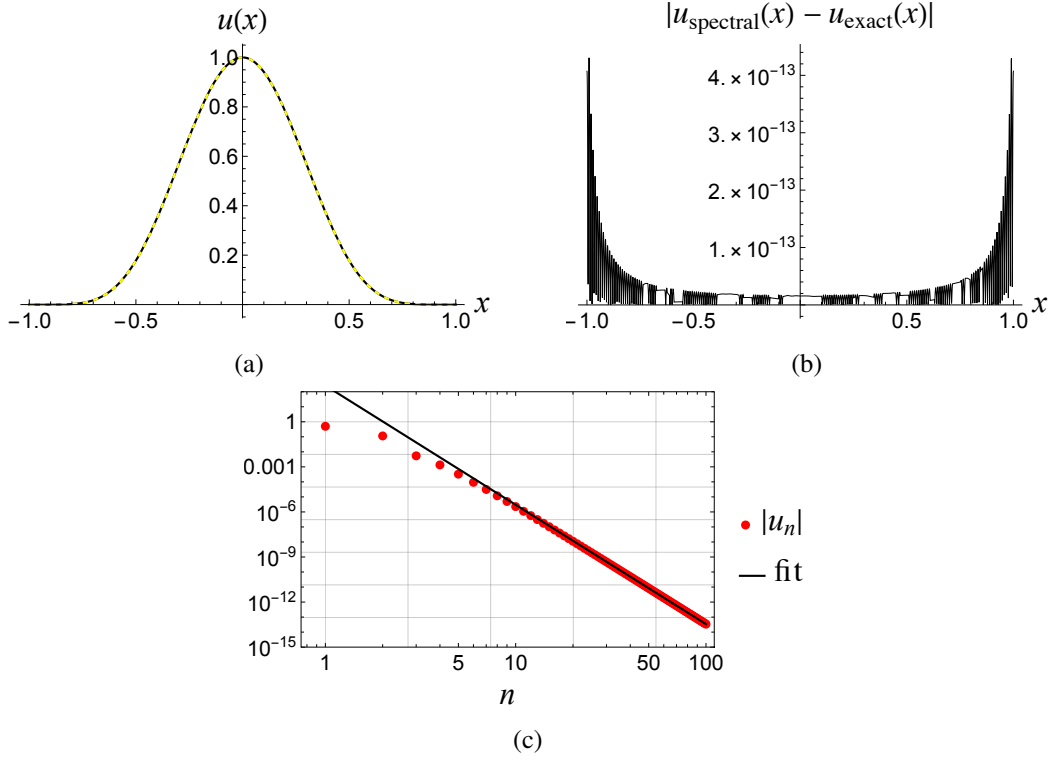 u(x)
1.0
0.8
0.6
0.4
0.2
−1.0 −0.5 0.5 1.0 x
(a)
|u_spectral(x) − u_exact(x)|
4.×10^−13
3.×10^−13
2.×10^−13
1.×10^−13
−1.0 −0.5 0.5 1.0 x
(b)
1
0.001
10^−6
10^−9
10^−12
10^−15
1 5 10 50 100
n
|u_n|
fit
(c)